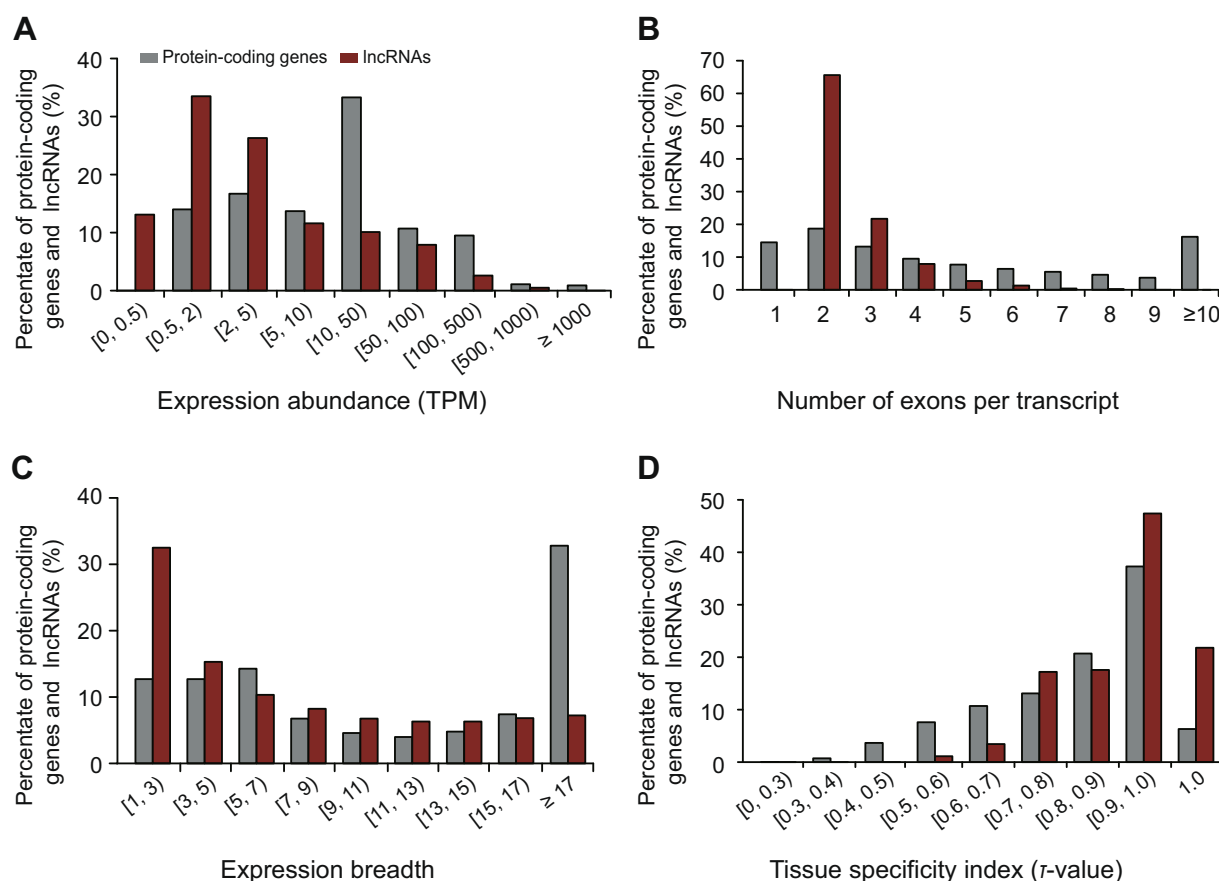 A
Percentate of protein-coding
genes and lncRNAs (%)
40
30
20
10
0
Protein-coding genes
lncRNAs
[0, 0.5)
[0.5, 2)
[2, 5)
[5, 10)
[10, 50)
[50, 100)
[100, 500)
[500, 1000)
≥ 1000
Expression abundance (TPM)
B
Percentate of protein-coding
genes and lncRNAs (%)
70
60
50
40
30
20
10
0
1 2 3 4 5 6 7 8 9 ≥10
Number of exons per transcript
C
Percentate of protein-coding
genes and lncRNAs (%)
40
30
20
10
0
[1, 3)
[3, 5)
[5, 7)
[7, 9)
[9, 11)
[11, 13)
[13, 15)
[15, 17)
≥ 17
Expression breadth
D
Percentate of protein-coding
genes and lncRNAs (%)
50
40
30
20
10
0
[0, 0.3)
[0.3, 0.4)
[0.4, 0.5)
[0.5, 0.6)
[0.6, 0.7)
[0.7, 0.8)
[0.8, 0.9)
[0.9, 1.0)
1.0
Tissue specificity index (τ-value)